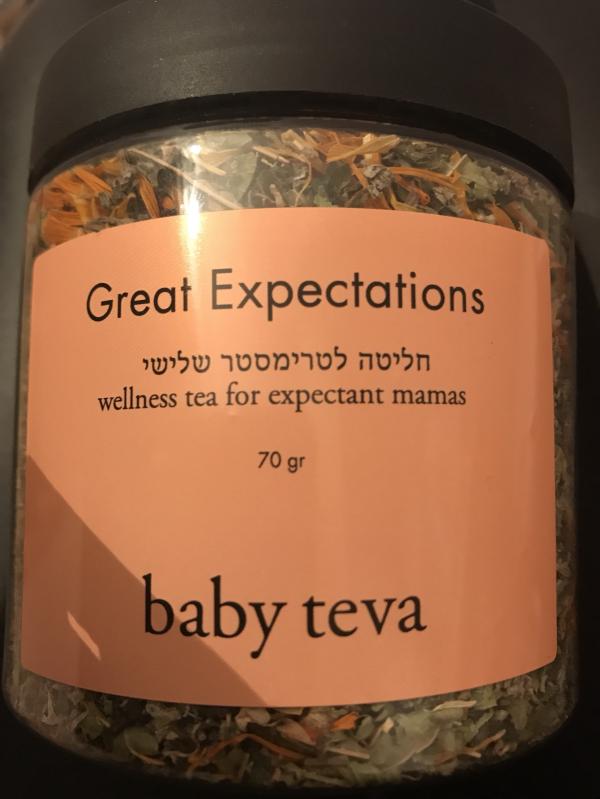 Great Expectations
חליטה לטרימסטר שלישי
wellness tea for expectant mamas
70 gr
baby teva